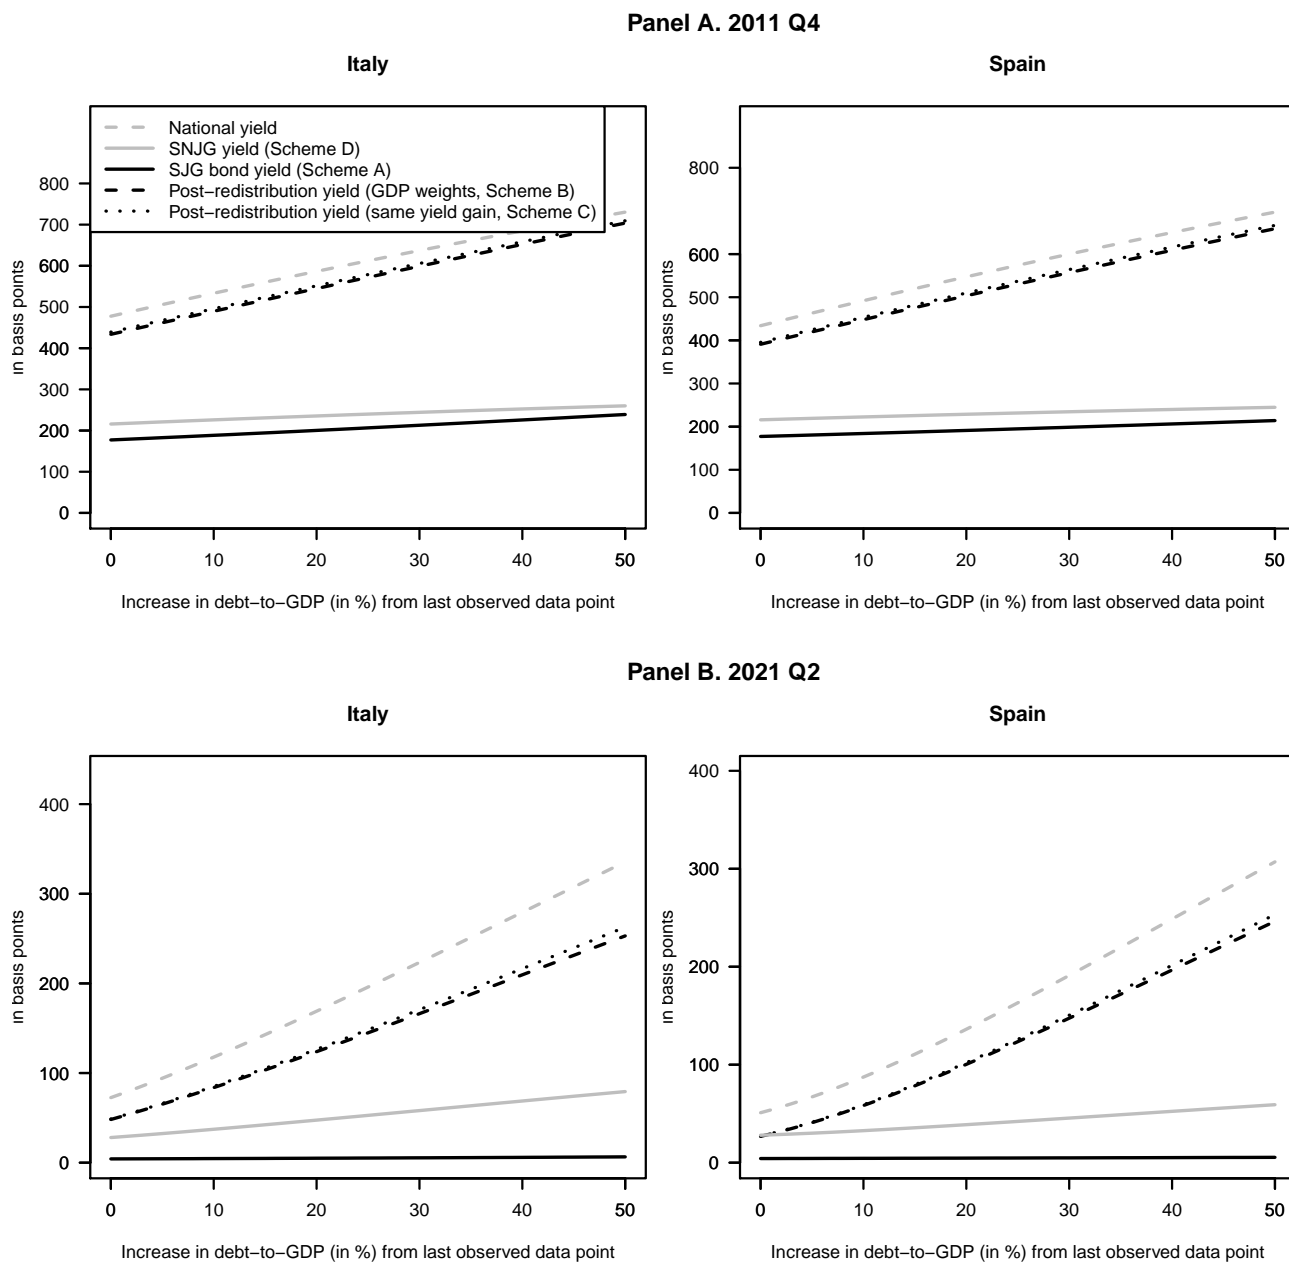 Panel A. 2011 Q4
Italy
Spain
National yield
SNJG yield (Scheme D)
SJG bond yield (Scheme A)
Post−redistribution yield (GDP weights, Scheme B)
Post−redistribution yield (same yield gain, Scheme C)
800
700
600
500
400
300
200
100
0
in basis points
0 10 20 30 40 50
Increase in debt−to−GDP (in %) from last observed data point
800
600
500
400
200
100
0
in basis points
0 10 20 30 40 50
Increase in debt−to−GDP (in %) from last observed data point
Panel B. 2021 Q2
Italy
Spain
400
300
200
100
0
in basis points
0 10 20 30 40 50
Increase in debt−to−GDP (in %) from last observed data point
400
300
200
100
0
in basis points
0 10 20 30 40 50
Increase in debt−to−GDP (in %) from last observed data point